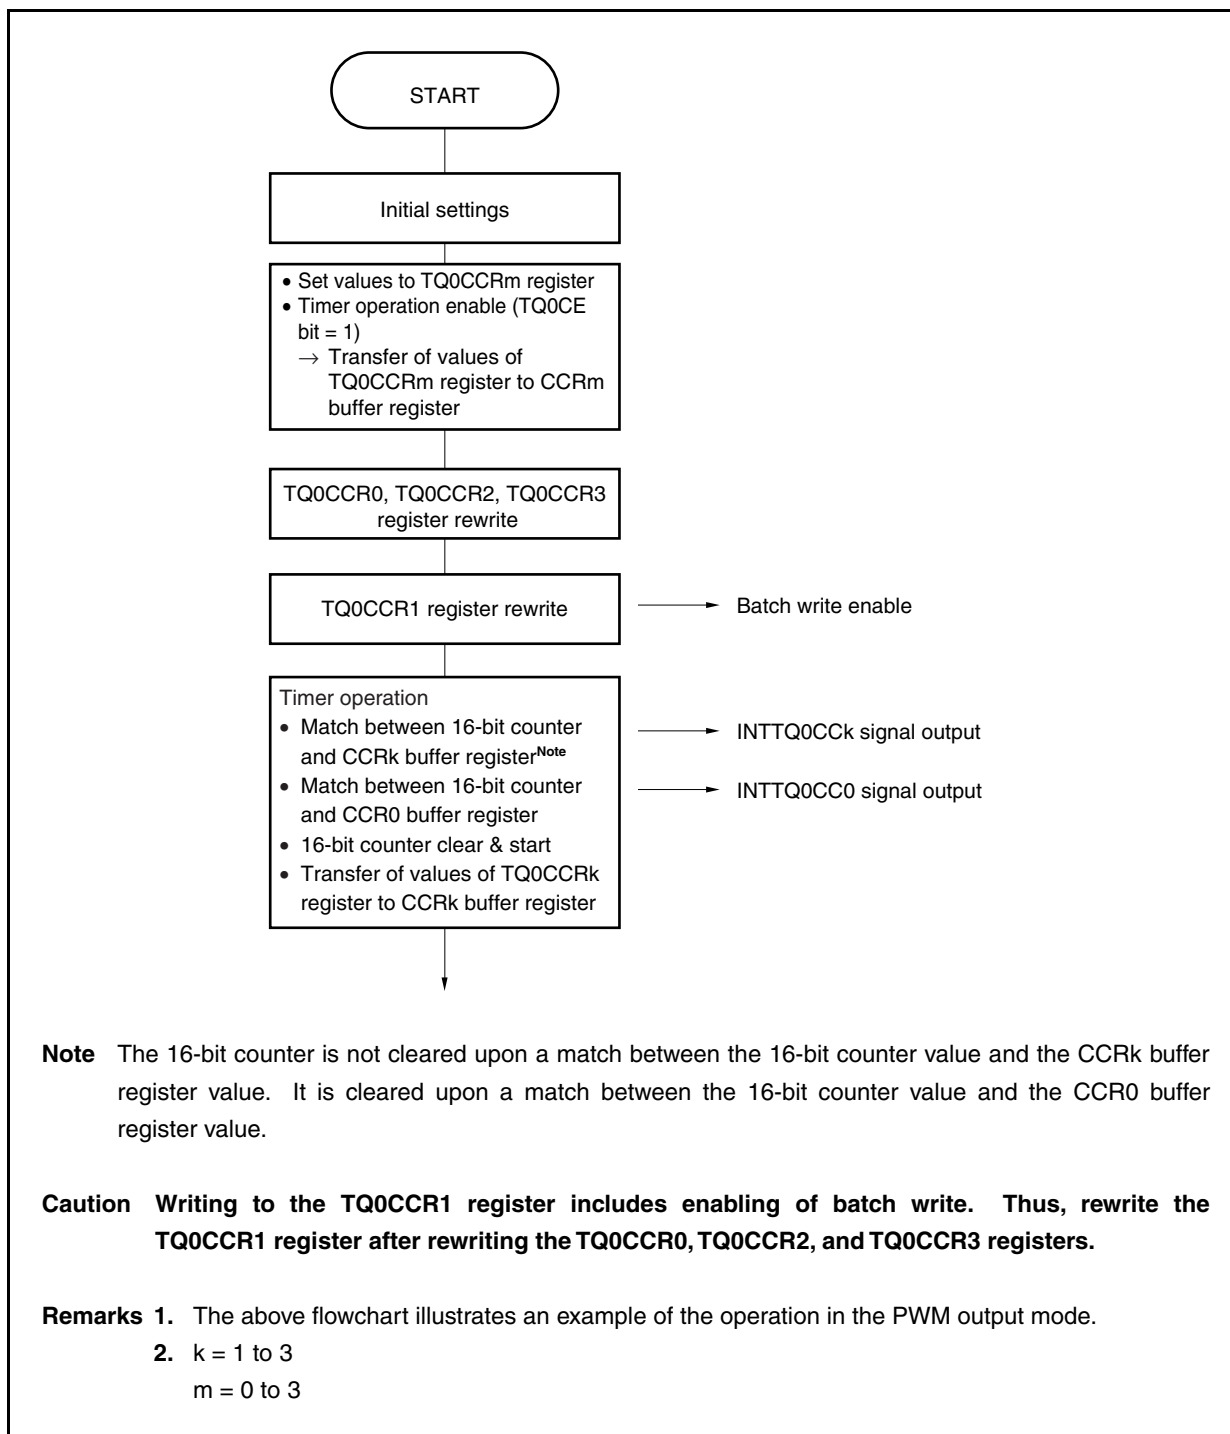 START
Initial settings
• Set values to TQ0CCRm register
• Timer operation enable (TQ0CE
bit = 1)
→ Transfer of values of
TQ0CCRm register to CCRm
buffer register
TQ0CCR0, TQ0CCR2, TQ0CCR3
register rewrite
TQ0CCR1 register rewrite
Batch write enable
Timer operation
• Match between 16-bit counter
and CCRk buffer registerNote
INTTQ0CCk signal output
• Match between 16-bit counter
and CCR0 buffer register
INTTQ0CC0 signal output
• 16-bit counter clear & start
• Transfer of values of TQ0CCRk
register to CCRk buffer register
Note The 16-bit counter is not cleared upon a match between the 16-bit counter value and the CCRk buffer
register value. It is cleared upon a match between the 16-bit counter value and the CCR0 buffer
register value.
Caution Writing to the TQ0CCR1 register includes enabling of batch write. Thus, rewrite the
TQ0CCR1 register after rewriting the TQ0CCR0, TQ0CCR2, and TQ0CCR3 registers.
Remarks 1. The above flowchart illustrates an example of the operation in the PWM output mode.
2. k = 1 to 3
m = 0 to 3